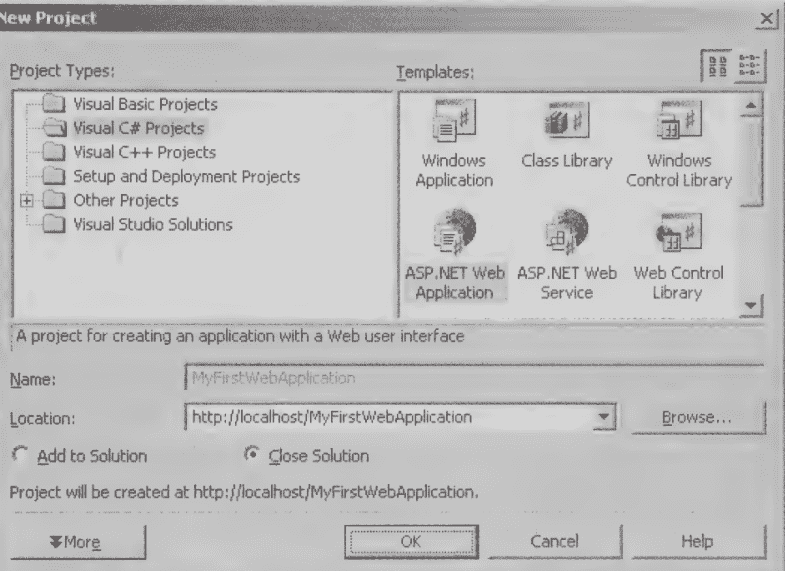 New Project
Project Types:
Templates:
Visual Basic Projects
Visual C# Projects
Visual C++ Projects
Setup and Deployment Projects
Other Projects
Visual Studio Solutions
Windows
Application
Class Library
Windows
Control Library
ASP.NET Web
Application
ASP.NET Web
Service
Web Control
Library
A project for creating an application with a Web user interface
Name:
MyFirstWebApplication
Location:
http://localhost/MyFirstWebApplication
Browse...
Add to Solution
Close Solution
Project will be created at http://localhost/MyFirstWebApplication.
More
OK
Cancel
Help